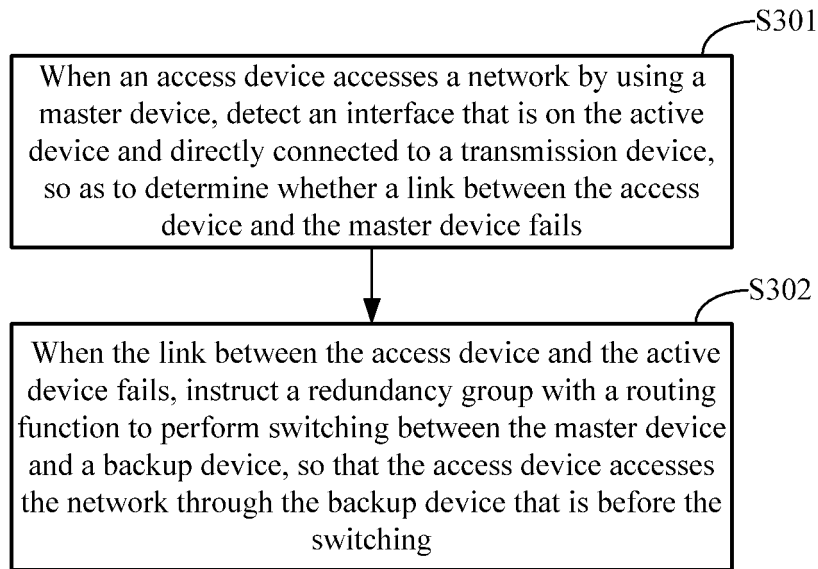 S301
When an access device accesses a network by using a
master device, detect an interface that is on the active
device and directly connected to a transmission device,
so as to determine whether a link between the access
device and the master device fails
S302
When the link between the access device and the active
device fails, instruct a redundancy group with a routing
function to perform switching between the master device
and a backup device, so that the access device accesses
the network through the backup device that is before the
switching